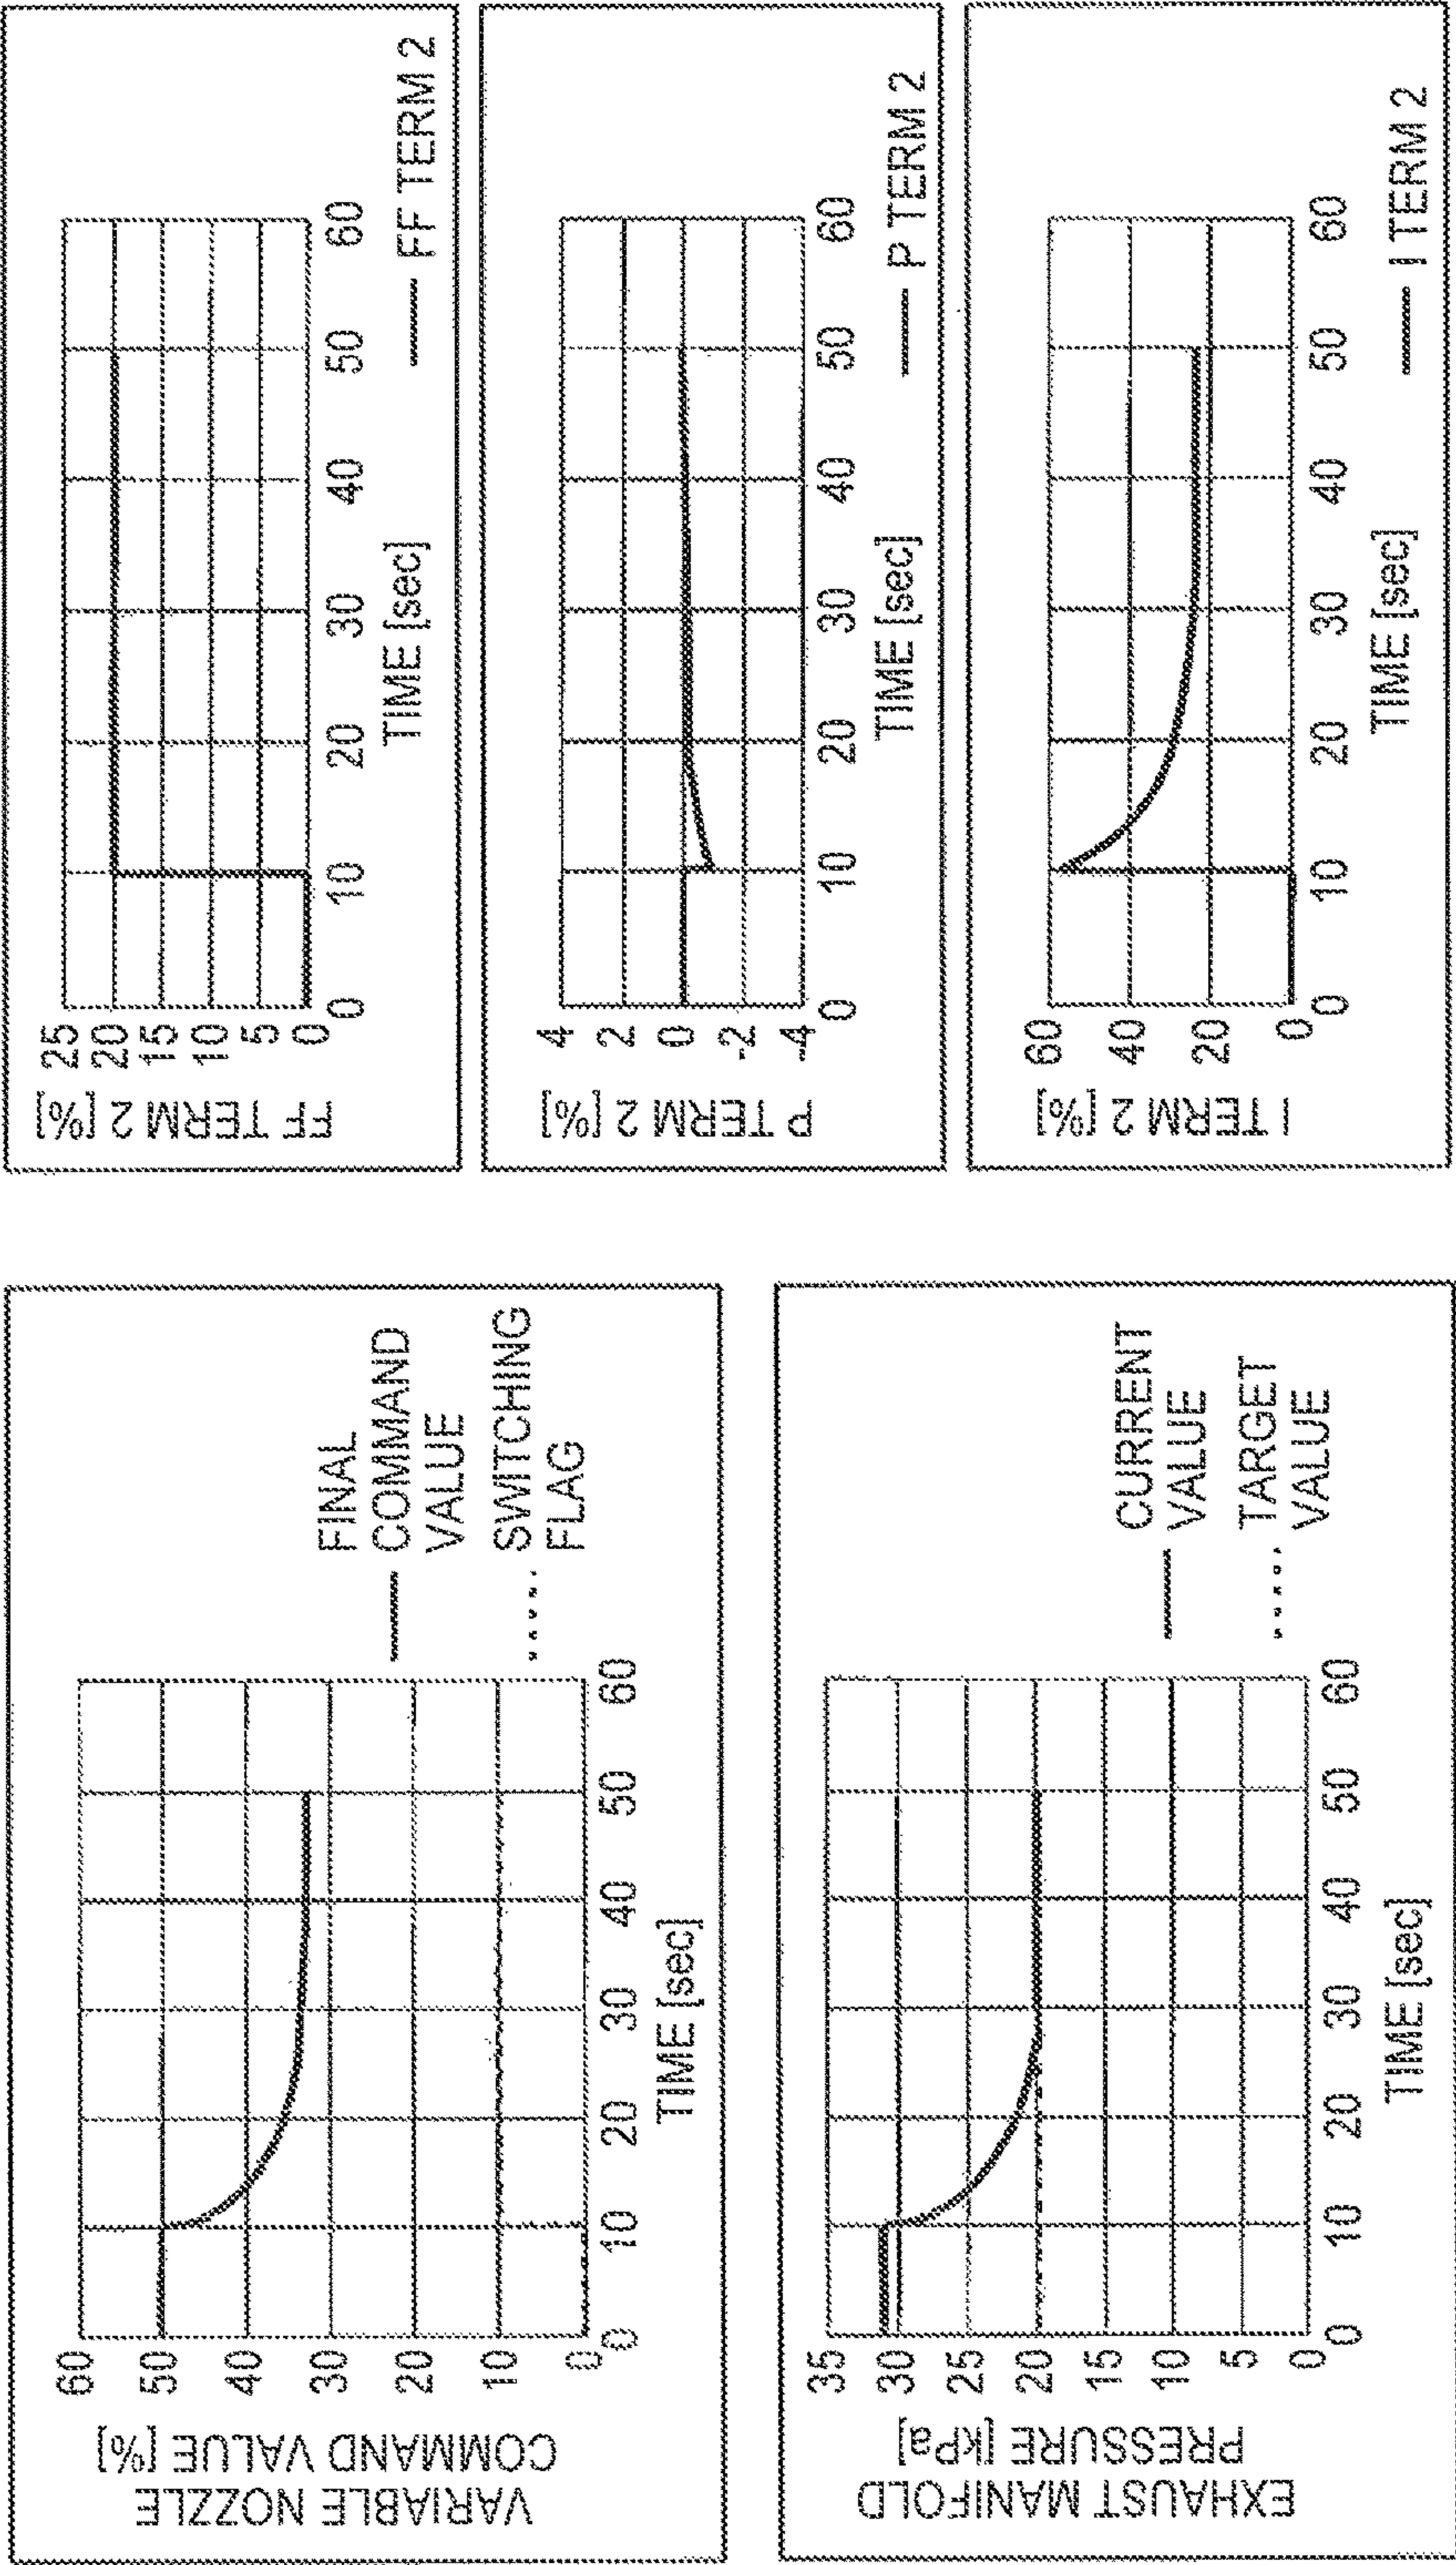 VARIABLE NOZZLE
COMMAND VALUE [%]
60
50
40
30
20
10
0
0 10 20 30 40 50 60
TIME [sec]
FINAL
COMMAND
VALUE
SWITCHING
FLAG
EXHAUST MANIFOLD
PRESSURE [kPa]
35
30
25
20
15
10
5
0
0 10 20 30 40 50 60
TIME [sec]
CURRENT
VALUE
TARGET
VALUE
FF TERM 2 [%]
25
20
15
10
5
0
0 10 20 30 40 50 60
TIME [sec]
FF TERM 2
P TERM 2 [%]
4
2
0
-2
-4
0 10 20 30 40 50 60
TIME [sec]
P TERM 2
I TERM 2 [%]
60
40
20
0
0 10 20 30 40 50 60
TIME [sec]
I TERM 2